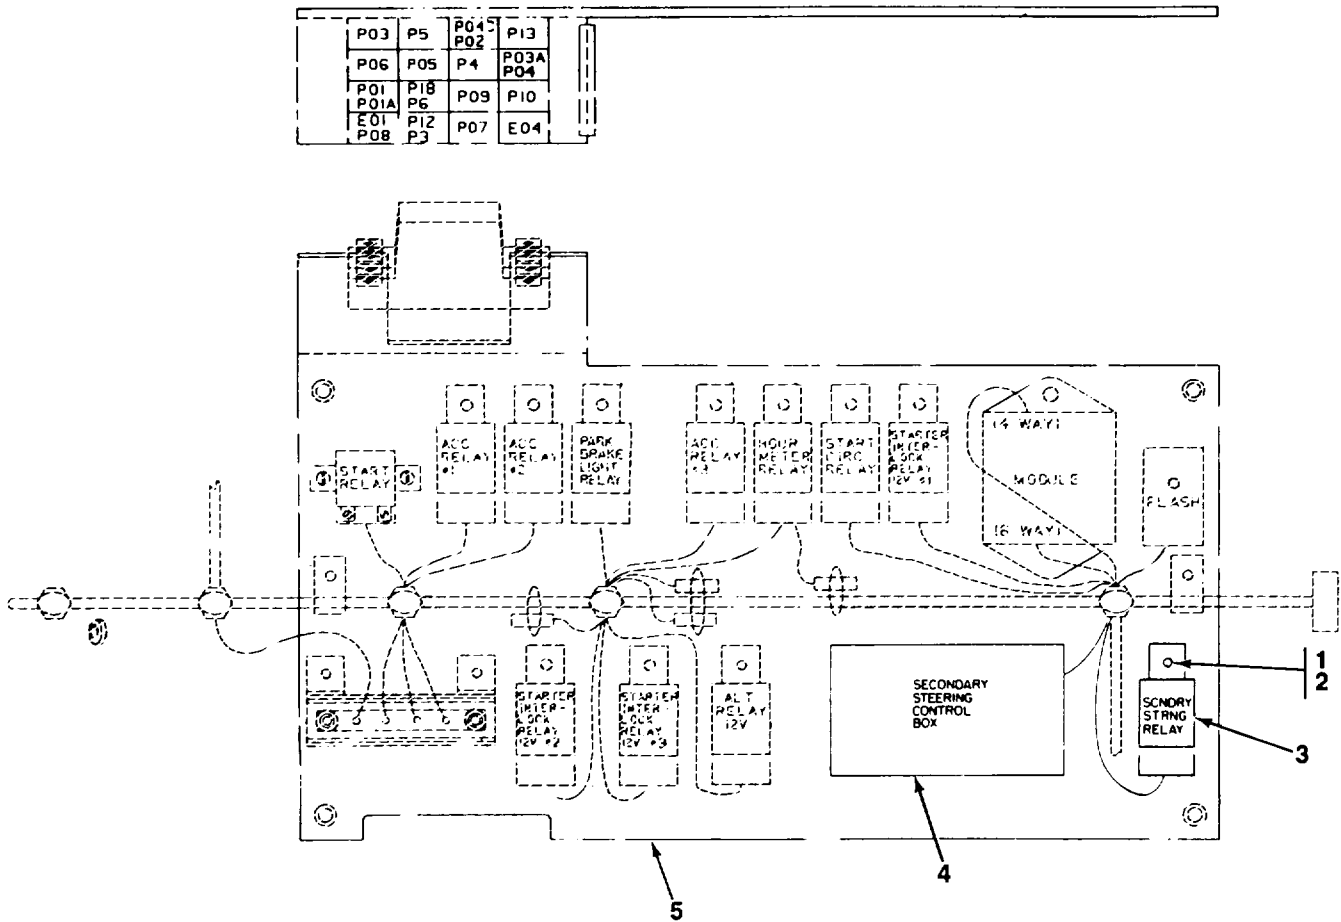 P03 P5 P04C P13
P02
P06 P05 P4 P03A
P04
P01 P18 P09 P10
P01A P6
E01 P12 P07 E04
P08 P3
START
RELAY
ACC
RELAY
#1
ACC
RELAY
#2
PARK
BRAKE
LIGHT
RELAY
ACC
RELAY
#3
HOUR
METER
RELAY
START
CIRC
RELAY
STARTER
INTER-
LOCK
RELAY
12V #1
(4 WAY)
MODULE
(6 WAY)
FLASH
STARTER
INTER-
LOCK
RELAY
12V #2
STARTER
INTER-
LOCK
RELAY
12V #3
ALT
RELAY
12V
SECONDARY
STEERING
CONTROL
BOX
SCNDRY
STRNG
RELAY
1
2
3
4
5